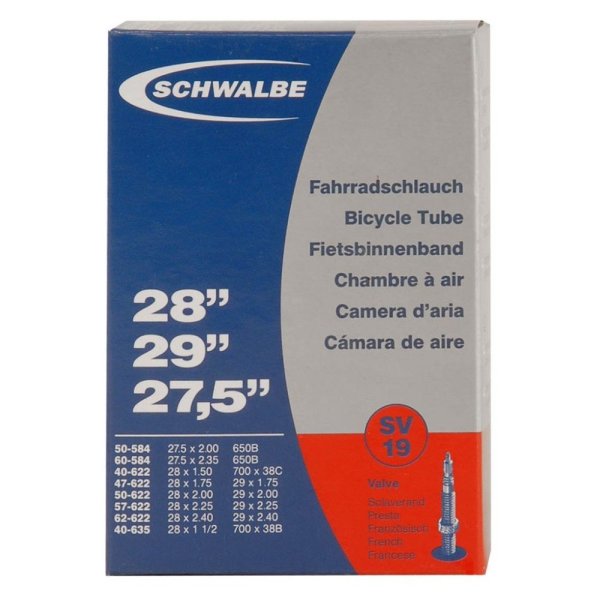 SCHWALBE
Fahrradschlauch
Bicycle Tube
Fietsbinnenband
Chambre à air
Camera d'aria
Cámara de aire
28”
29”
27,5”
50-584 27.5 x 2.00 650B
60-584 27.5 x 2.35 650B
40-622 28 x 1.50 700 x 38C
47-622 28 x 1.75 29 x 1.75
50-622 28 x 2.00 29 x 2.00
57-622 28 x 2.25 29 x 2.25
62-622 28 x 2.40 29 x 2.40
40-635 28 x 1 1/2 700 x 38B
SV
19
Valve
Sclaverand
Presta
Französisch
French
Francese